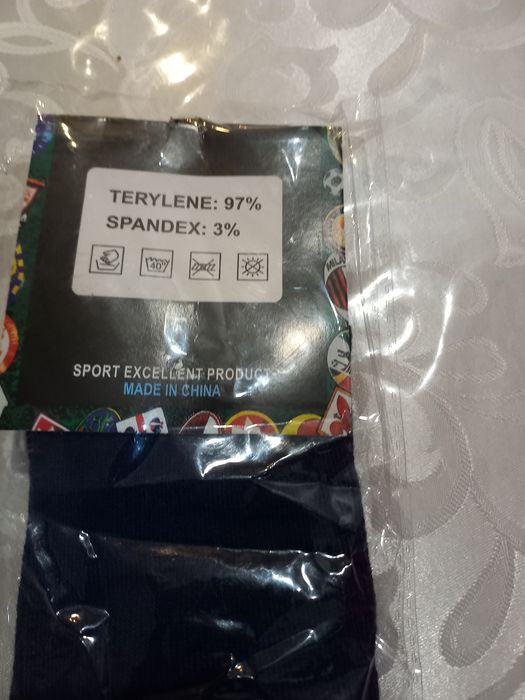 TERYLENE: 97%
SPANDEX: 3%
40°
SPORT EXCELLENT PRODUCT
MADE IN CHINA